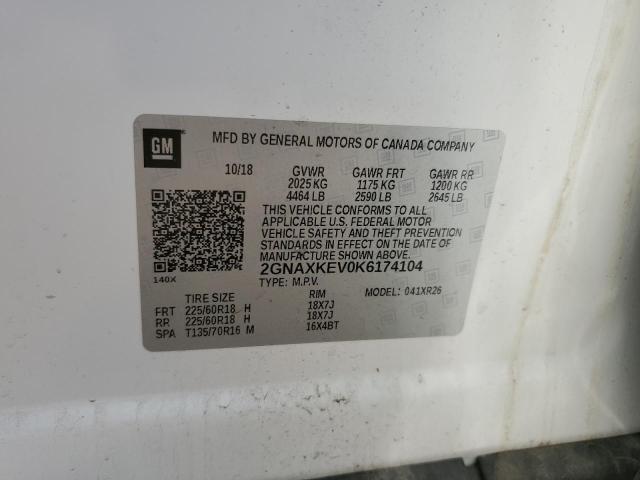 GM MFD BY GENERAL MOTORS OF CANADA COMPANY
10/18 GVWR GAWR FRT GAWR RR
2025 KG 1175 KG 1200 KG
4464 LB 2590 LB 2645 LB
THIS VEHICLE CONFORMS TO ALL
APPLICABLE U.S. FEDERAL MOTOR
VEHICLE SAFETY AND THEFT PREVENTION
STANDARDS IN EFFECT ON THE DATE OF
MANUFACTURE SHOWN ABOVE.
2GNAXKEV0K6174104
140X TYPE: M.P.V. MODEL: 041XR26
TIRE SIZE RIM
FRT 225/60R18 H 18X7J
RR 225/60R18 H 18X7J
SPA T135/70R16 M 16X4BT